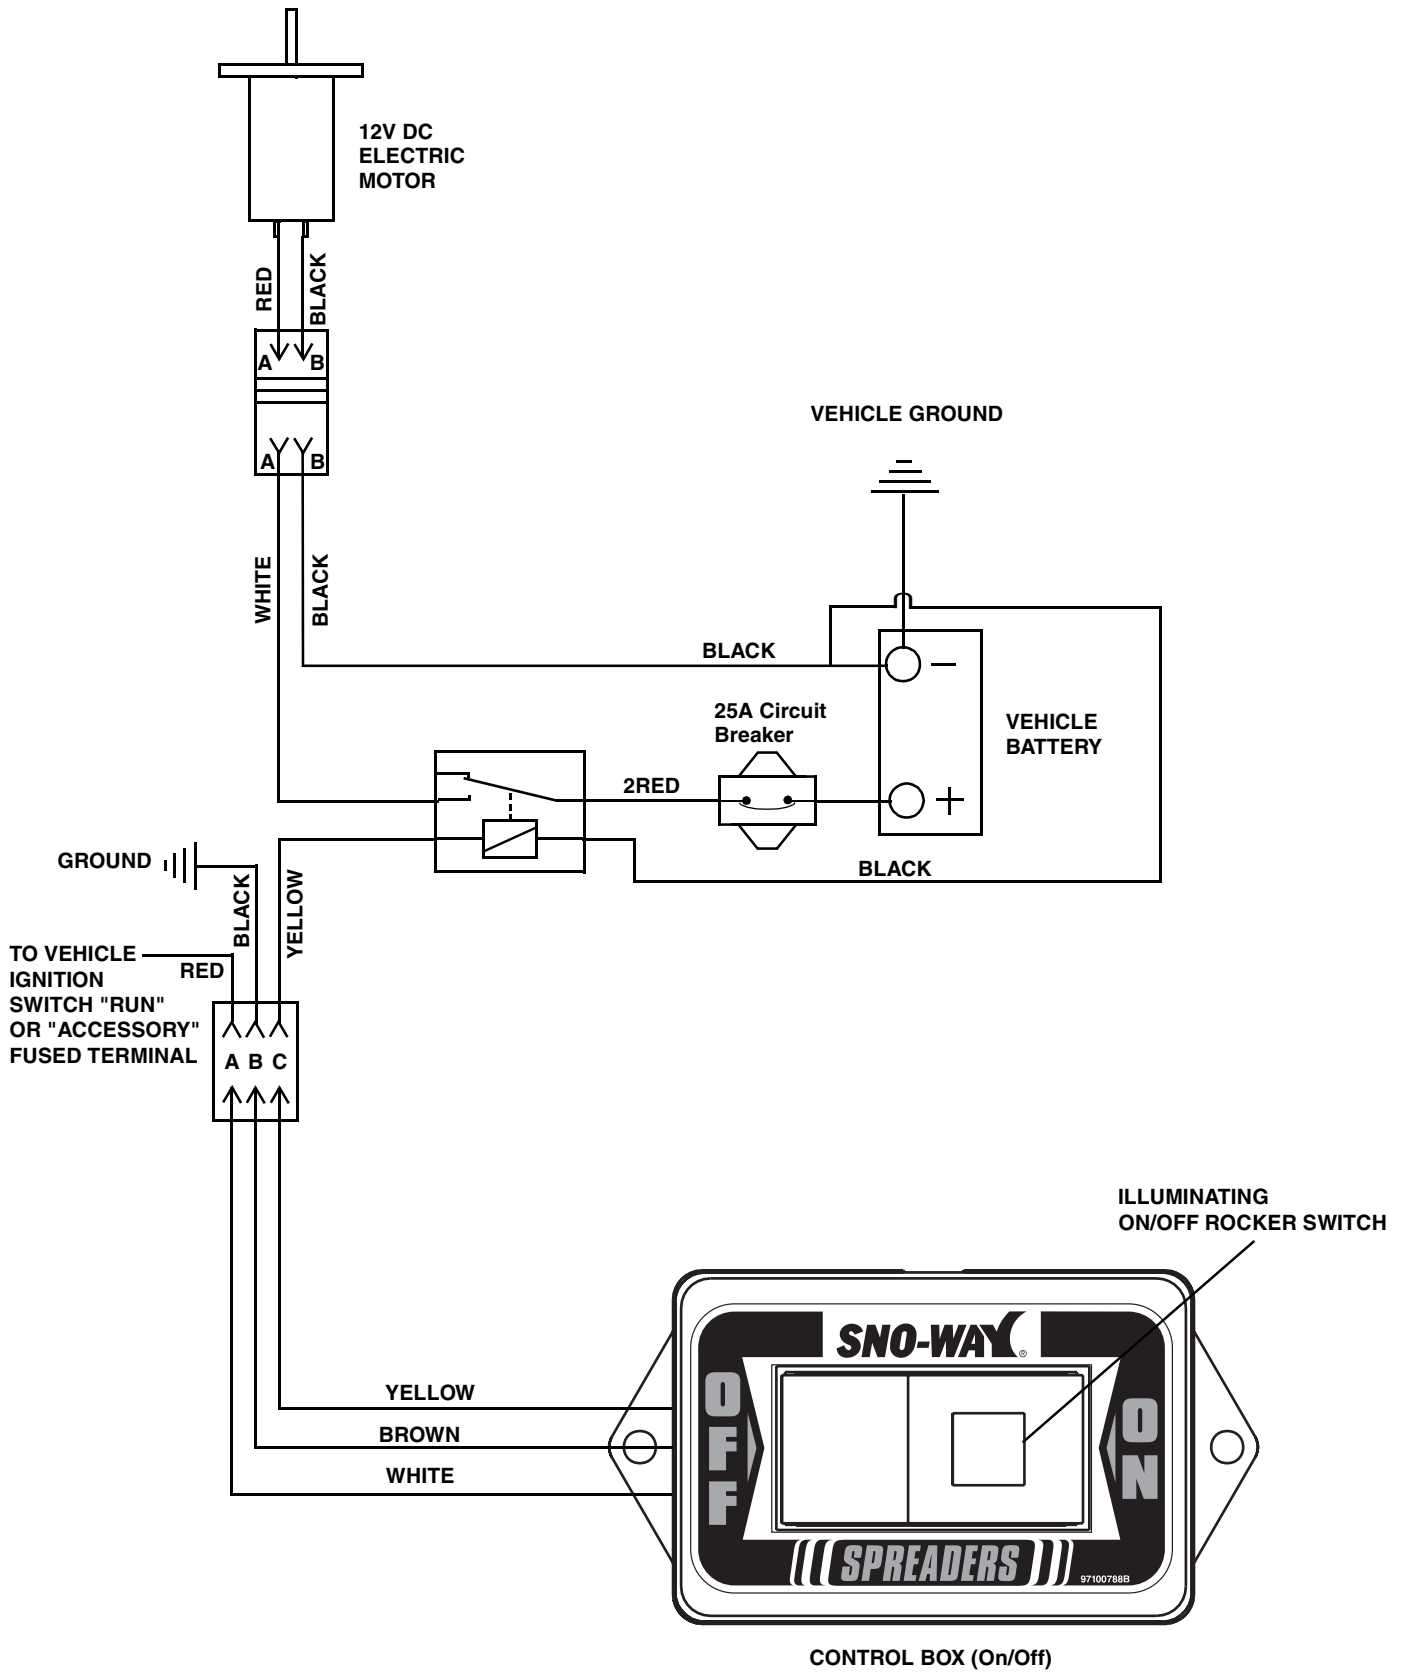 12V DC
ELECTRIC
MOTOR
RED
BLACK
A
B
A
B
VEHICLE GROUND
WHITE
BLACK
BLACK
25A Circuit
Breaker
VEHICLE
BATTERY
2RED
GROUND
BLACK
YELLOW
BLACK
TO VEHICLE
IGNITION
SWITCH "RUN"
OR "ACCESSORY"
FUSED TERMINAL
RED
A B C
ILLUMINATING
ON/OFF ROCKER SWITCH
YELLOW
BROWN
WHITE
SNO-WAY®
OFF
ON
SPREADERS
97100788B
CONTROL BOX (On/Off)